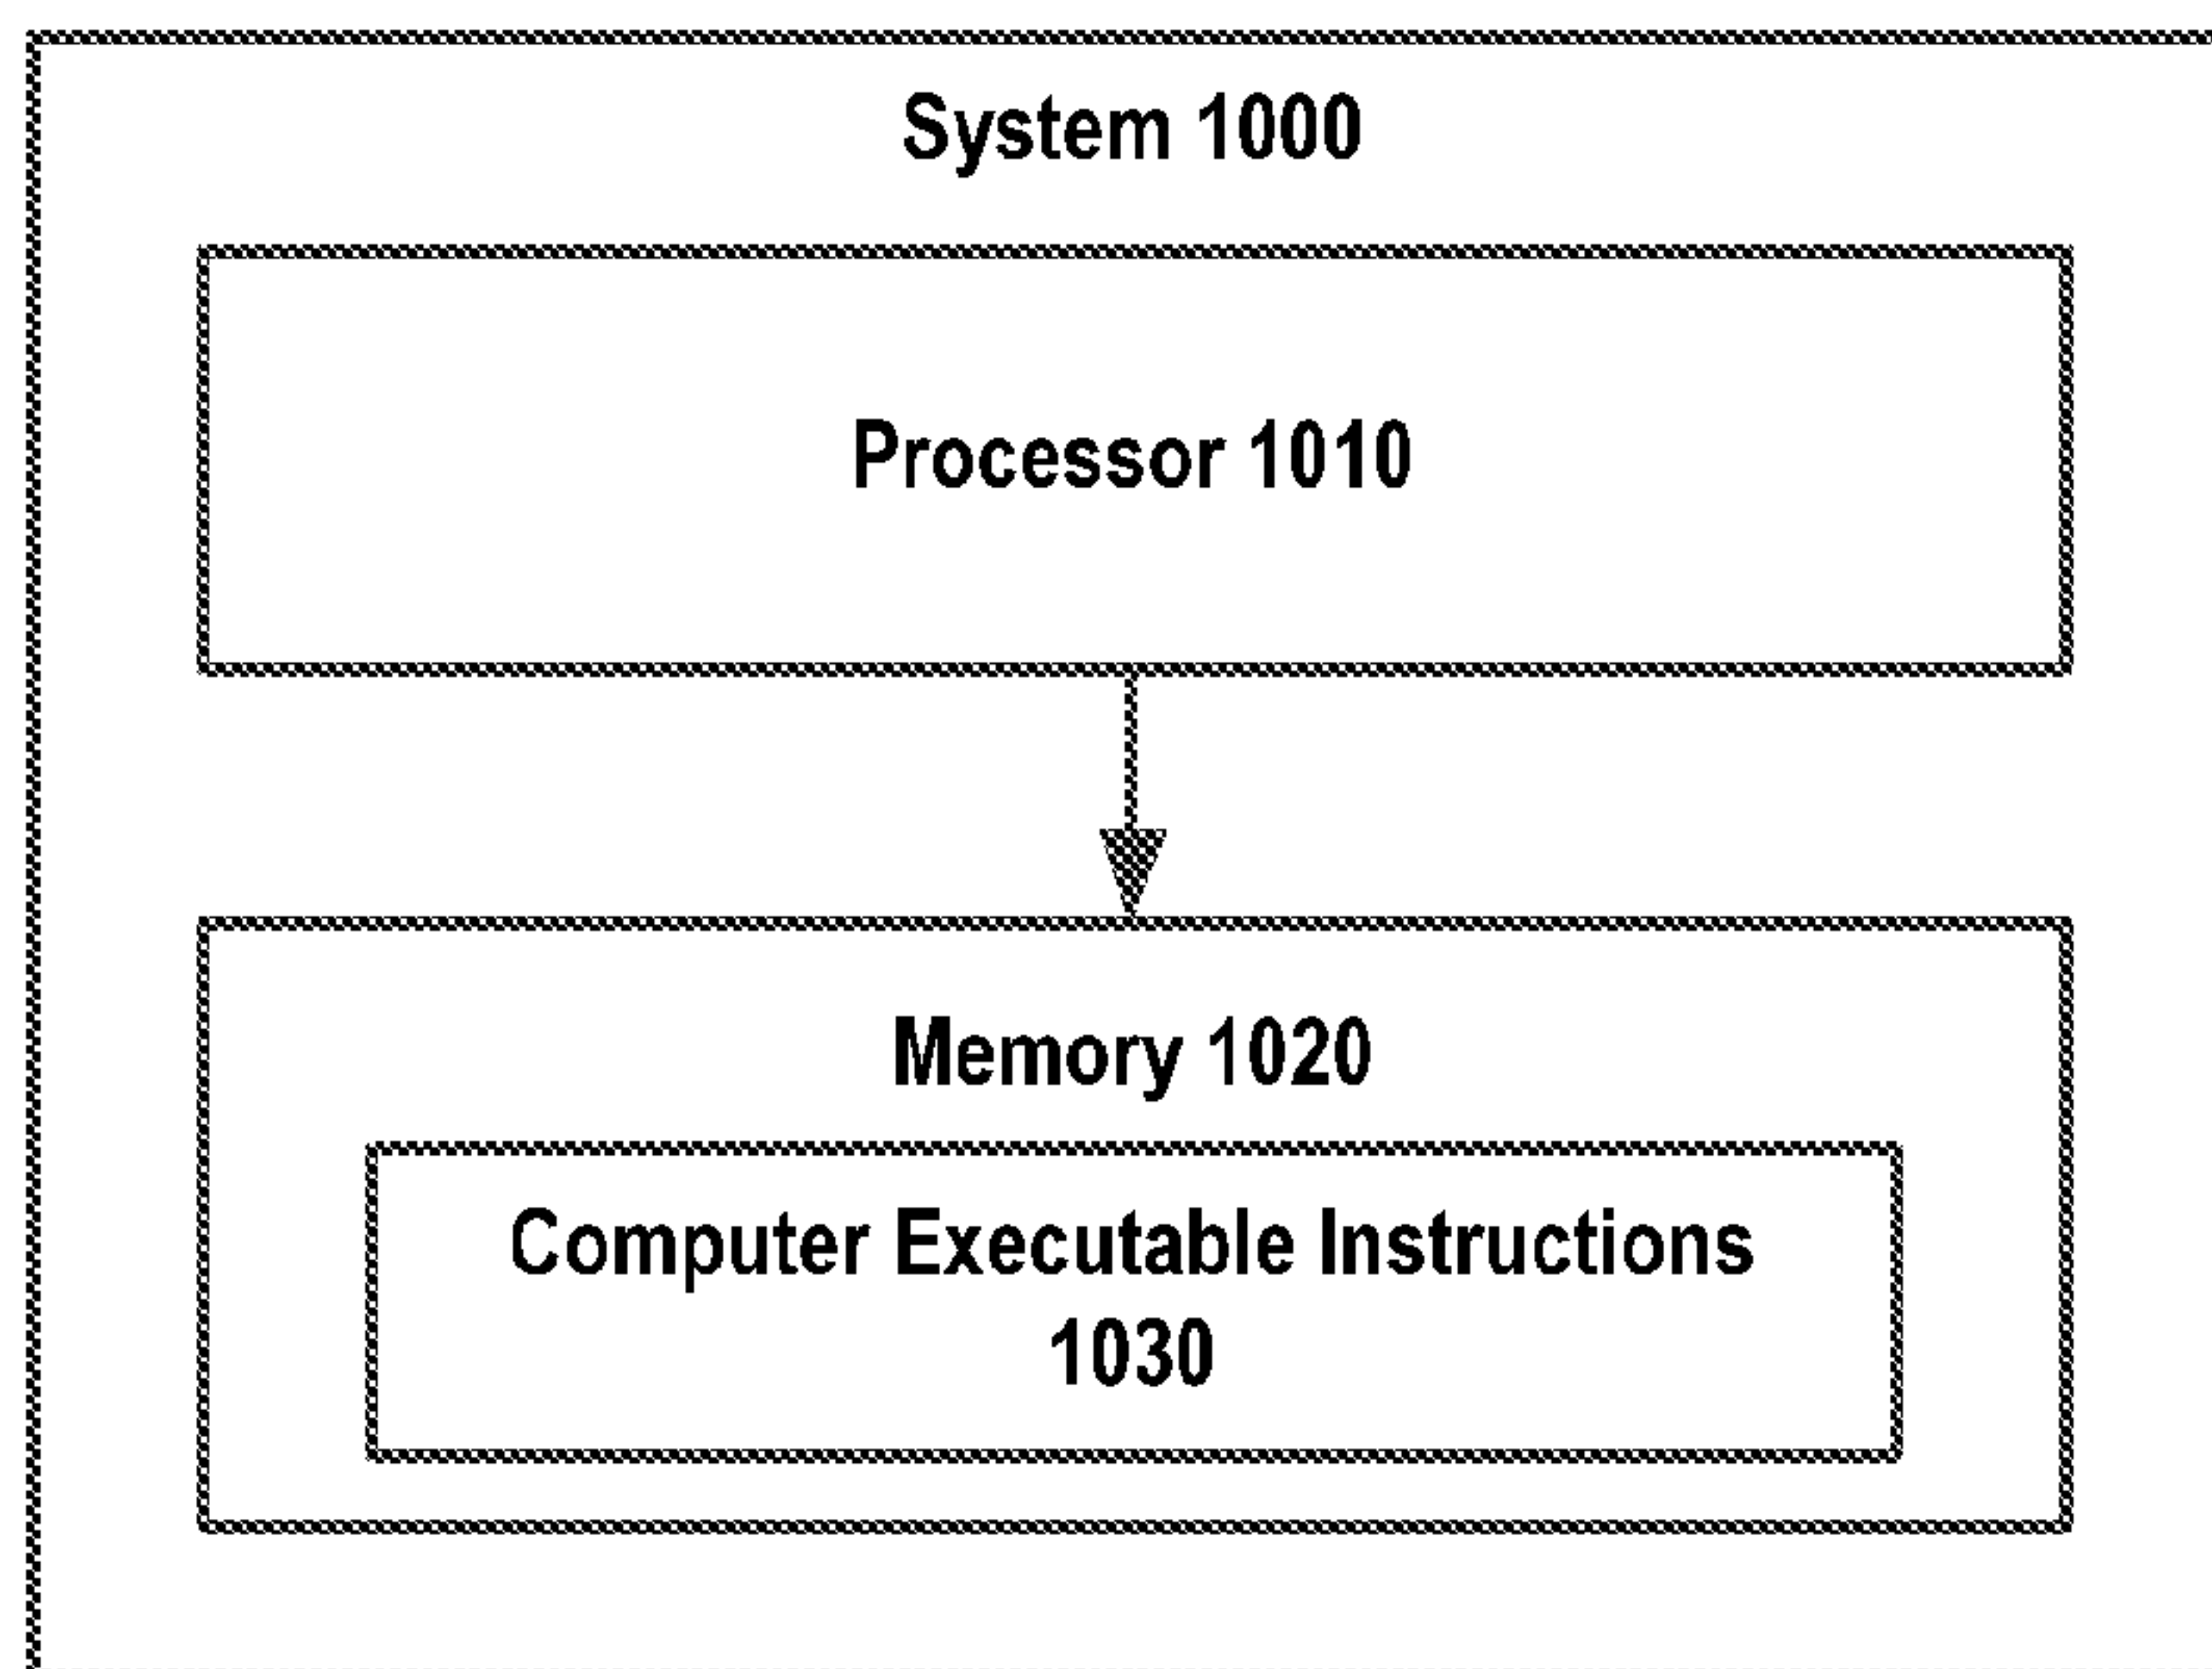 System 1000
Processor 1010
Memory 1020
Computer Executable Instructions
1030